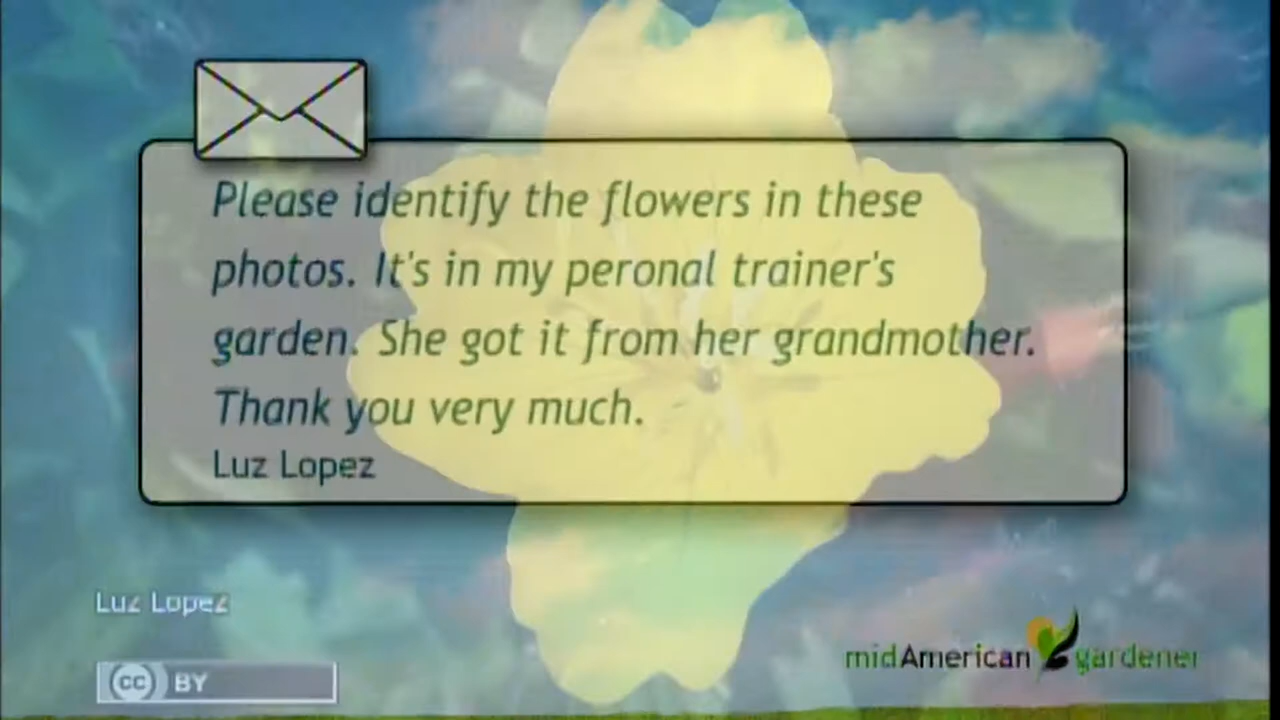 Please identify the flowers in these
photos. It's in my peronal trainer's
garden. She got it from her grandmother.
Thank you very much.
Luz Lopez
Luz Lopez
cc BY
midAmerican gardener